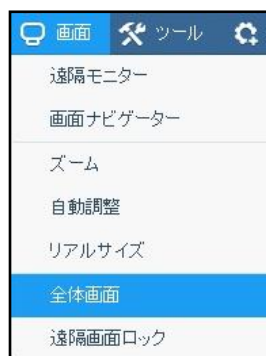 画面 ツール
遠隔モニター
画面ナビゲーター
ズーム
自動調整
リアルサイズ
全体画面
遠隔画面ロック